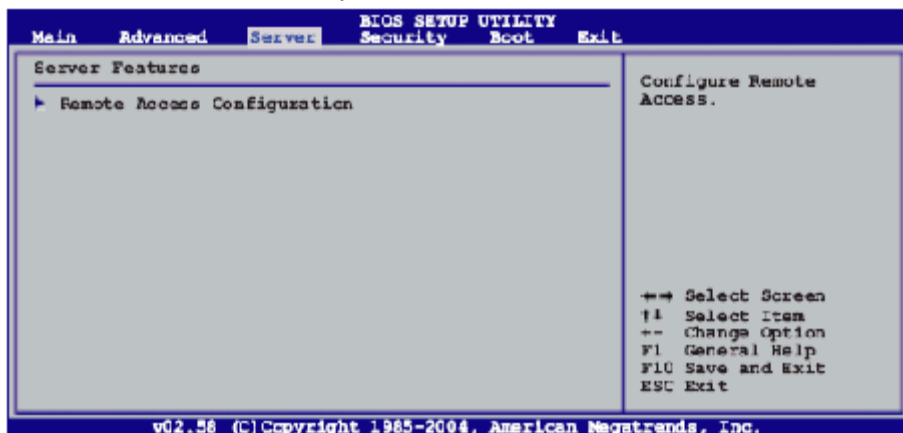 BIOS SETUP UTILITY
Main Advanced Server Security Boot Exit
Server Features
Remote Access Configuration
Configure Remote
Access.
←→ Select Screen
↑↓ Select Item
+- Change Option
F1 General Help
F10 Save and Exit
ESC Exit
v02.58 (C)Copyright 1985-2004, American Megatrends, Inc.